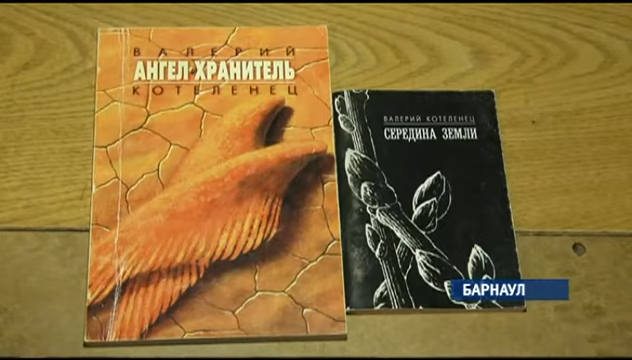 ВАЛЕРИЙ
АНГЕЛ ХРАНИТЕЛЬ
КОТЕЛЕНЕЦ
ВАЛЕРИЙ КОТЕЛЕНЕЦ
СЕРЕДИНА ЗЕМЛИ
БАРНАУЛ